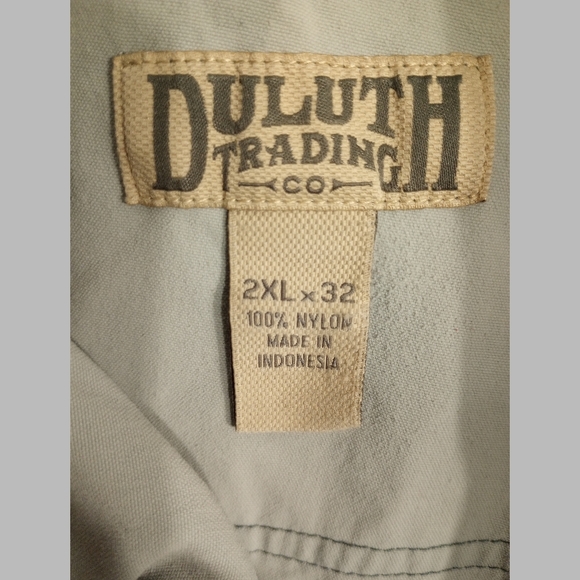 DULUTH
TRADING
CO
2XL x 32
100% NYLON
MADE IN
INDONESIA